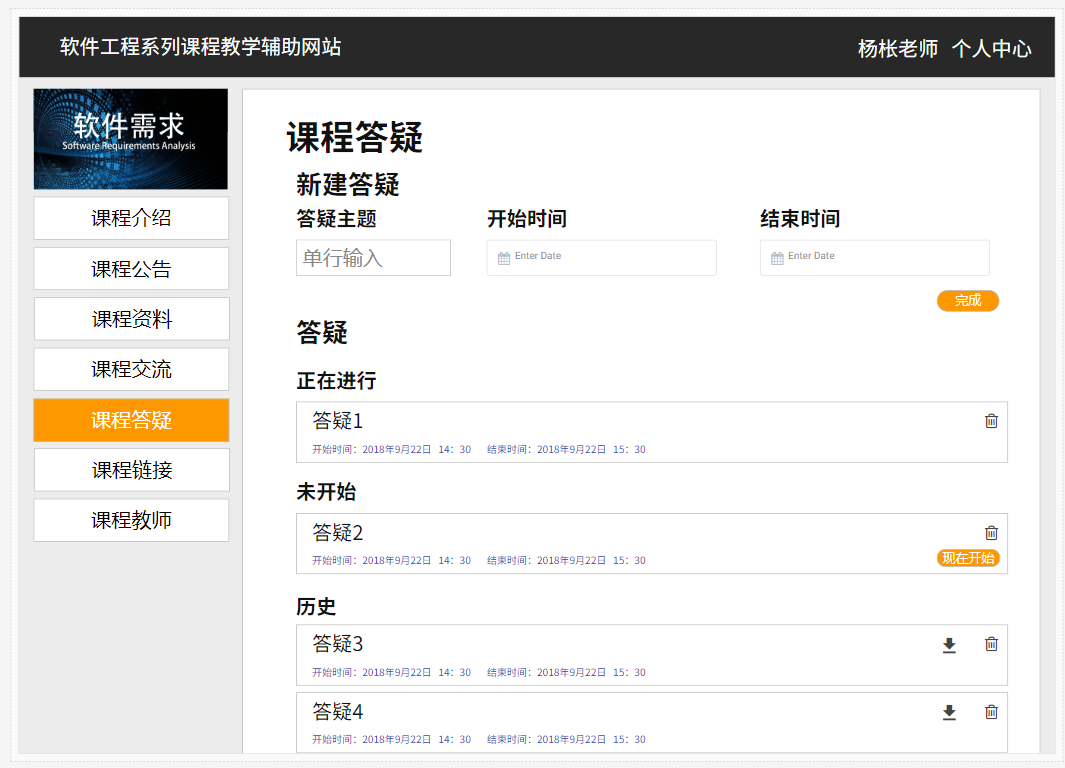 软件工程系列课程教学辅助网站
杨枨老师 个人中心
软件需求
Software Requirements Analysis
课程介绍
课程公告
课程资料
课程交流
课程答疑
课程链接
课程教师
课程答疑
新建答疑
答疑主题 开始时间 结束时间
单行输入 Enter Date Enter Date
完成
答疑
正在进行
答疑1
开始时间：2018年9月22日 14：30 结束时间：2018年9月22日 15：30
未开始
答疑2
开始时间：2018年9月22日 14：30 结束时间：2018年9月22日 15：30
现在开始
历史
答疑3
开始时间：2018年9月22日 14：30 结束时间：2018年9月22日 15：30
答疑4
开始时间：2018年9月22日 14：30 结束时间：2018年9月22日 15：30